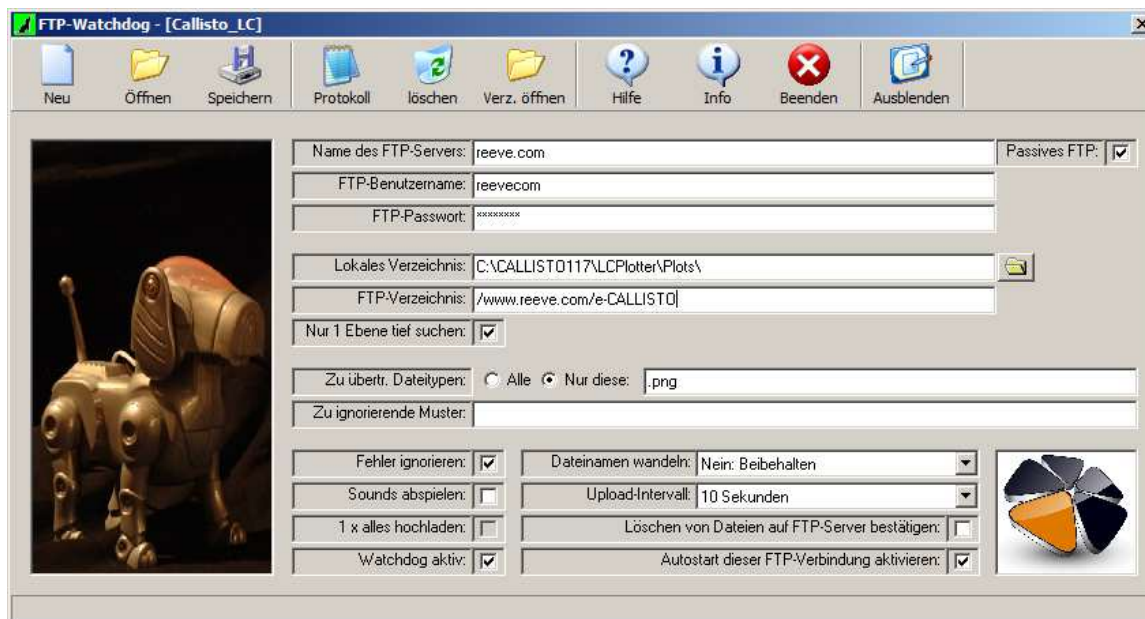 FTP-Watchdog - [Callisto_LC]
Neu Öffnen Speichern Protokoll löschen Verz. öffnen Hilfe Info Beenden Ausblenden
Name des FTP-Servers: reeve.com Passives FTP:
FTP-Benutzername: reevecom
FTP-Passwort: ********
Lokales Verzeichnis: C:\CALLISTO117\LCPlotter\Plots\
FTP-Verzeichnis: /www.reeve.com/e-CALLISTO
Nur 1 Ebene tief suchen:
Zu übertr. Dateitypen: Alle Nur diese: .png
Zu ignorierende Muster:
Fehler ignorieren: Dateinamen wandeln: Nein: Beibehalten
Sounds abspielen: Upload-Intervall: 10 Sekunden
1 x alles hochladen: Löschen von Dateien auf FTP-Server bestätigen:
Watchdog aktiv: Autostart dieser FTP-Verbindung aktivieren: